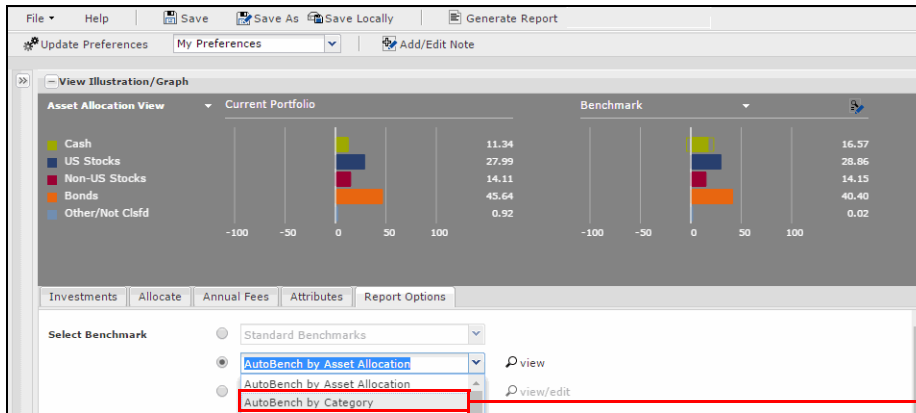 File Help Save Save As Save Locally Generate Report
Update Preferences My Preferences Add/Edit Note
View Illustration/Graph
Asset Allocation View Current Portfolio Benchmark
Cash 11.34 16.57
US Stocks 27.99 28.86
Non-US Stocks 14.11 14.15
Bonds 45.64 40.40
Other/Not Clsfd 0.92 0.02
-100 -50 0 50 100 -100 -50 0 50 100
Investments Allocate Annual Fees Attributes Report Options
Select Benchmark Standard Benchmarks
AutoBench by Asset Allocation view
AutoBench by Asset Allocation view/edit
AutoBench by Category